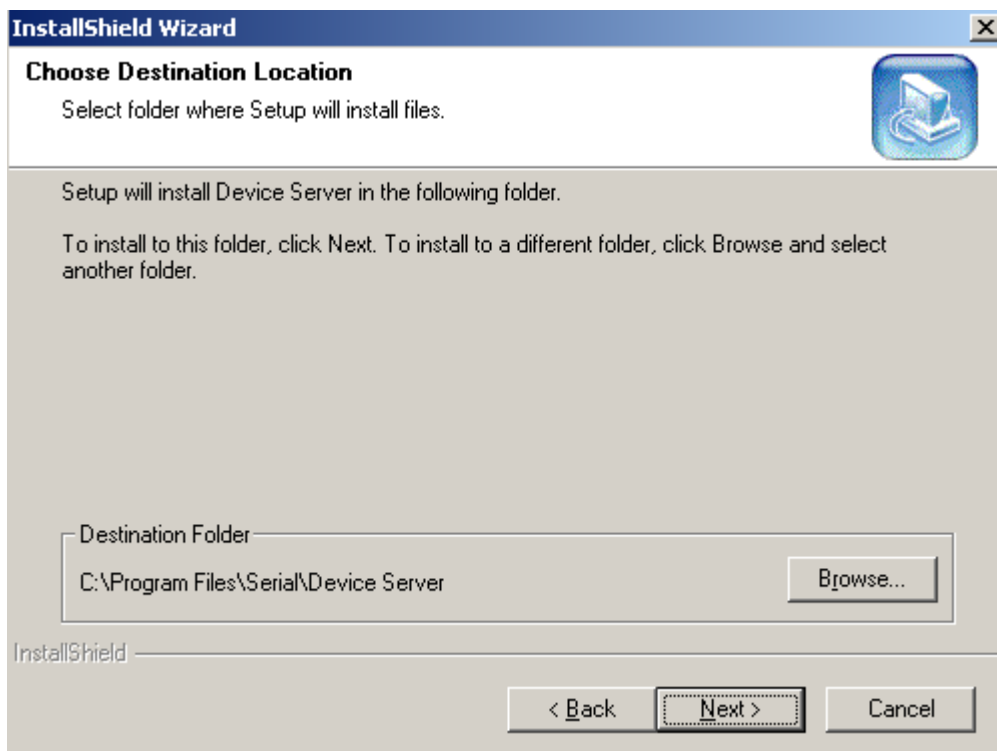 InstallShield Wizard
Choose Destination Location
Select folder where Setup will install files.
Setup will install Device Server in the following folder.
To install to this folder, click Next. To install to a different folder, click Browse and select
another folder.
Destination Folder
C:\Program Files\Serial\Device Server
Browse...
InstallShield
< Back
Next >
Cancel